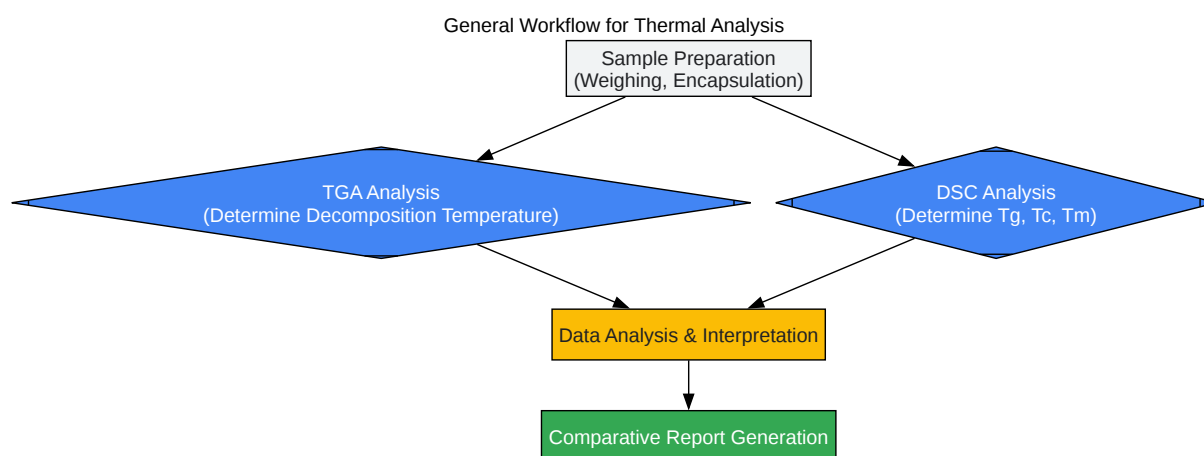 General Workflow for Thermal Analysis
Sample Preparation
(Weighing, Encapsulation)
TGA Analysis
(Determine Decomposition Temperature)
DSC Analysis
(Determine Tg, Tc, Tm)
Data Analysis & Interpretation
Comparative Report Generation